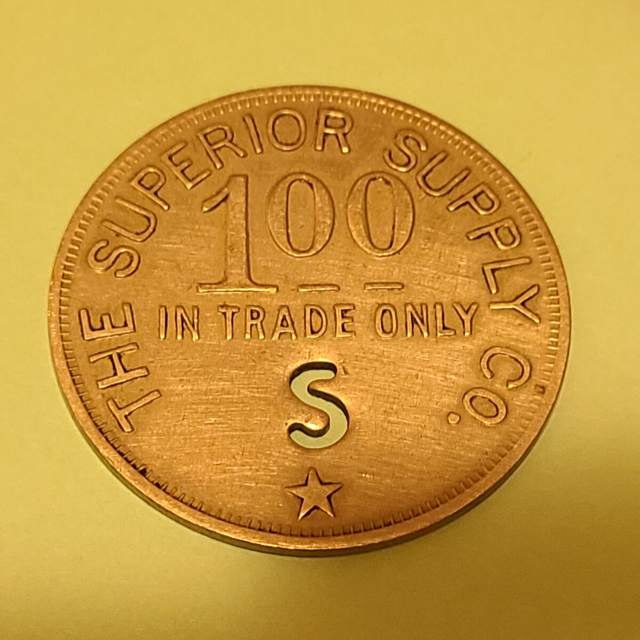 THE SUPERIOR SUPPLY CO.
100
IN TRADE ONLY
S